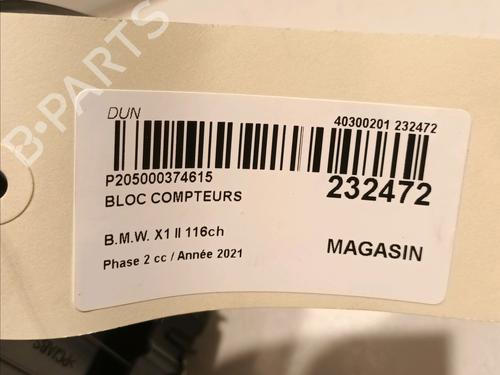 B-PARTS
DUN
40300201 232472
P205000374615
232472
BLOC COMPTEURS
B.M.W. X1 II 116ch
MAGASIN
Phase 2 cc / Année 2021